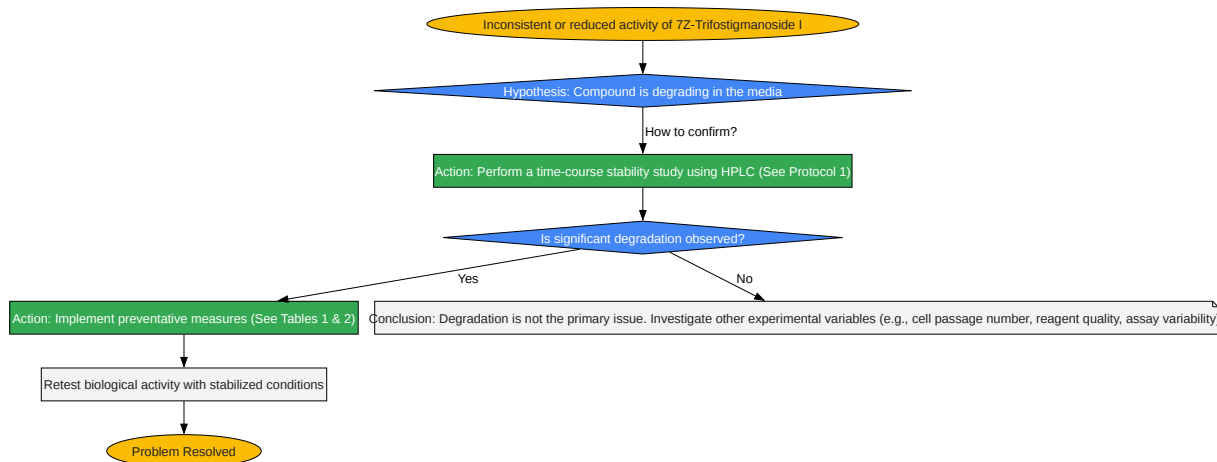 Inconsistent or reduced activity of 7Z-Trifostigmanoside I
Hypothesis: Compound is degrading in the media
How to confirm?
Action: Perform a time-course stability study using HPLC (See Protocol 1)
Is significant degradation observed?
Yes
No
Action: Implement preventative measures (See Tables 1 & 2)
Conclusion: Degradation is not the primary issue. Investigate other experimental variables (e.g., cell passage number, reagent quality, assay variability)
Retest biological activity with stabilized conditions
Problem Resolved